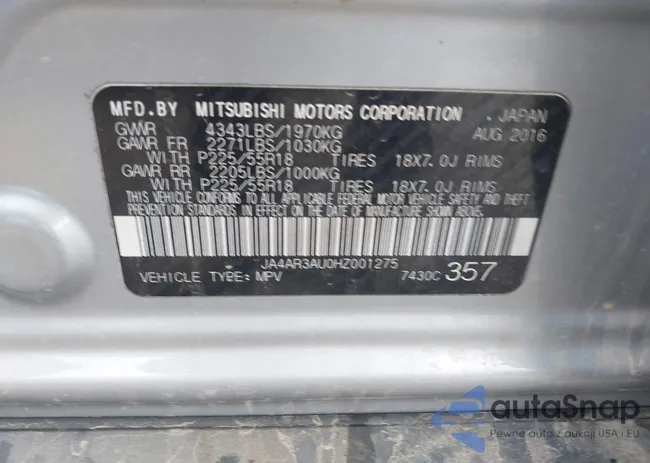 MFD.BY MITSUBISHI MOTORS CORPORATION . JAPAN
GVWR 4343LBS/1970KG AUG 2016
GAWR FR 2271LBS/1030KG
WITH P225/55R18 TIRES 18X7.0J RIMS
GAWR RR 2205LBS/1000KG
WITH P225/55R18 TIRES 18X7.0J RIMS
THIS VEHICLE CONFORMS TO ALL APPLICABLE FEDERAL MOTOR VEHICLE SAFETY AND THEFT
PREVENTION STANDARDS IN EFFECT ON THE DATE OF MANUFACTURE SHOWN ABOVE.
JA4AR3AU0HZ001275
VEHICLE TYPE: MPV 7430C 357
autoSnap
Pewne auto z aukcji USA i EU